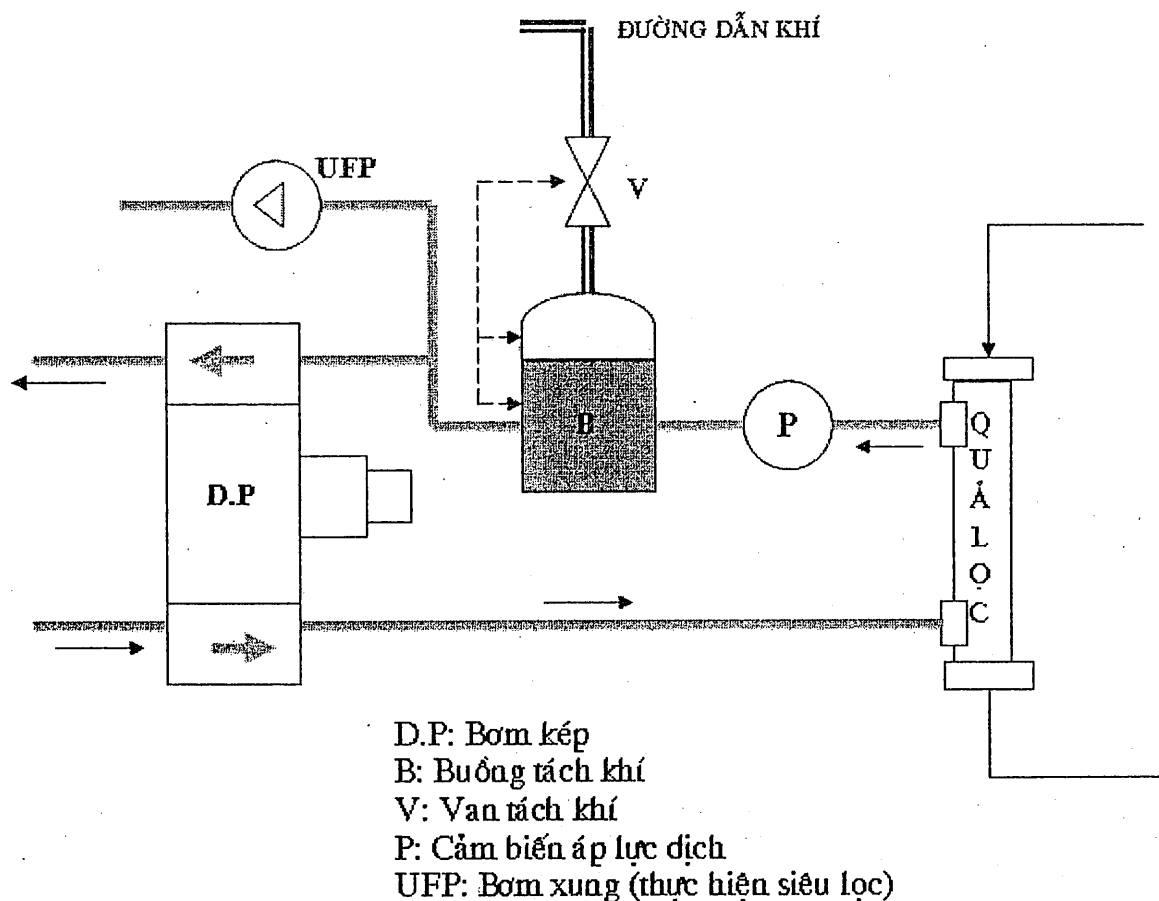 ĐƯỜNG DẪN KHÍ
UFP
V
B
P
D.P
QUẢ LỌC
D.P: Bơm kép
B: Buồng tách khí
V: Van tách khí
P: Cảm biến áp lực dịch
UFP: Bơm xung (thực hiện siêu lọc)